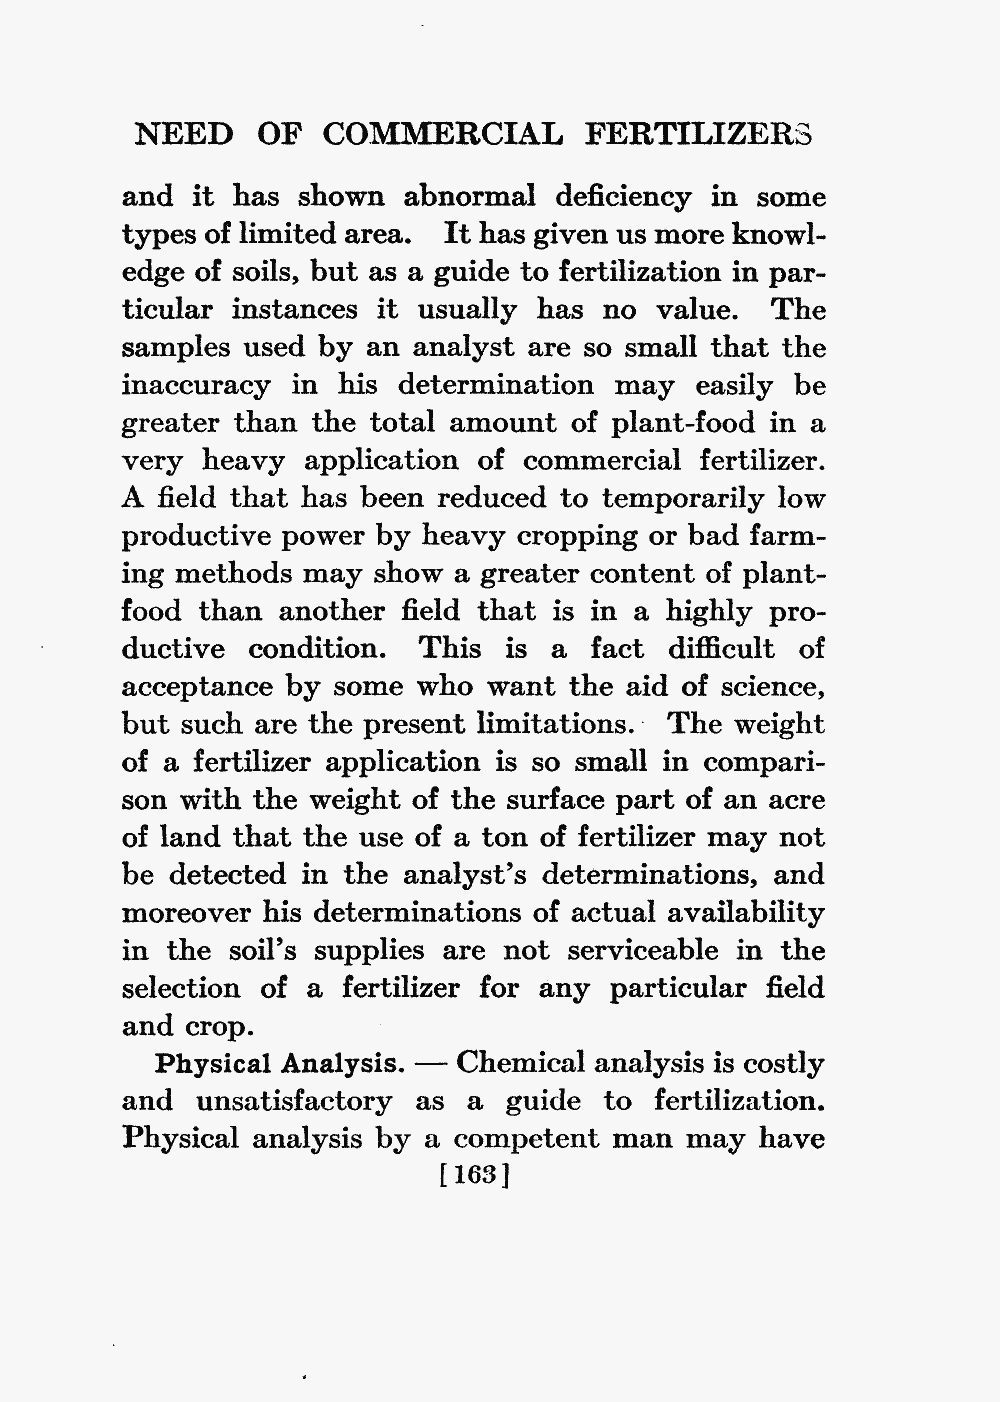 NEED OF COMMERCIAL FERTILIZERS
and it has shown abnormal deficiency in some
types of limited area. It has given us more knowl-
edge of soils, but as a guide to fertilization in par-
ticular instances it usually has no value. The
samples used by an analyst are so small that the
inaccuracy in his determination may easily be
greater than the total amount of plant-food in a
very heavy application of commercial fertilizer.
A field that has been reduced to temporarily low
productive power by heavy cropping or bad farm-
ing methods may show a greater content of plant-
food than another field that is in a highly pro-
ductive condition. This is a fact difficult of
acceptance by some who want the aid of science,
but such are the present limitations. The weight
of a fertilizer application is so small in compari-
son with the weight of the surface part of an acre
of land that the use of a ton of fertilizer may not
be detected in the analyst's determinations, and
moreover his determinations of actual availability
in the soil's supplies are not serviceable in the
selection of a fertilizer for any particular field
and crop.
Physical Analysis. — Chemical analysis is costly
and unsatisfactory as a guide to fertilization.
Physical analysis by a competent man may have
[163]